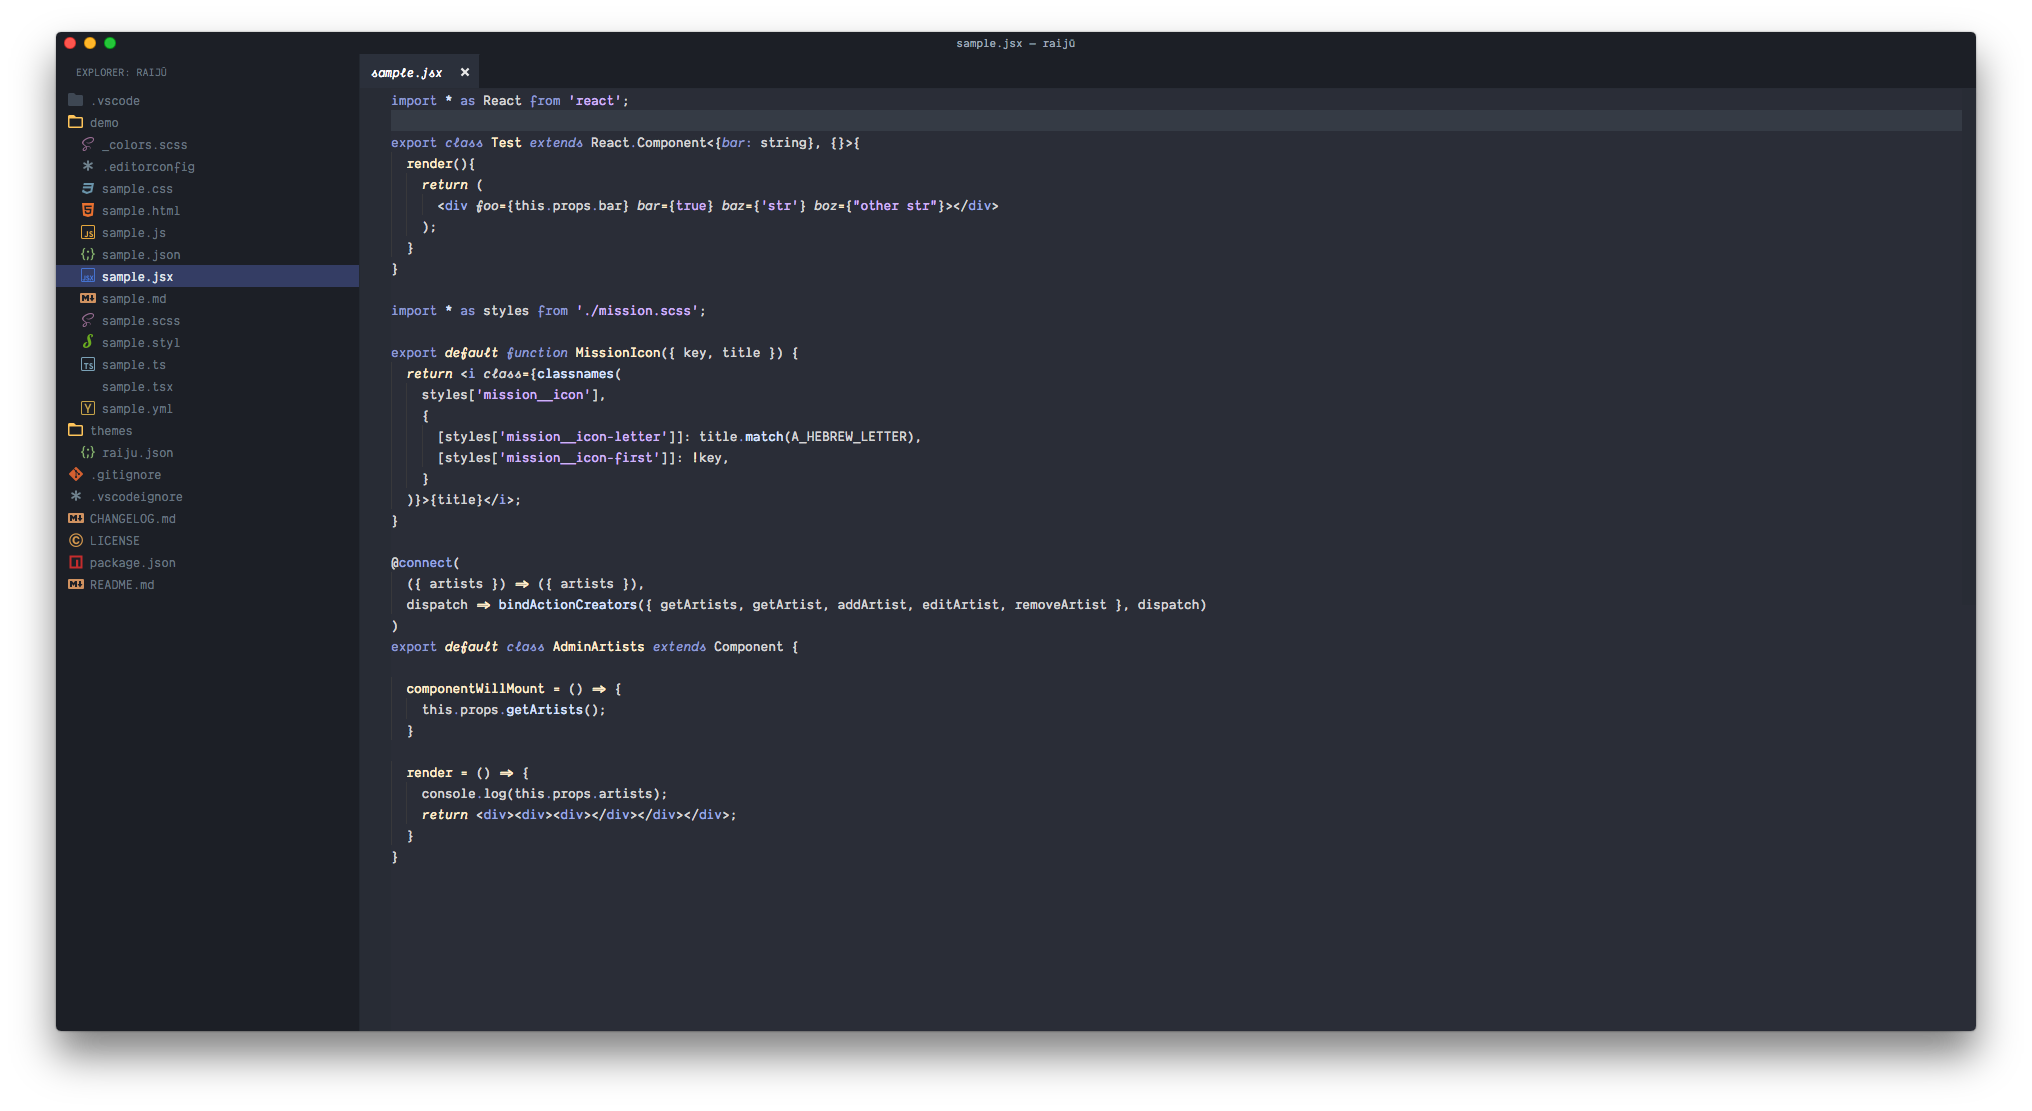 sample.jsx — raijū
EXPLORER: RAIJŪ
.vscode
demo
_colors.scss
.editorconfig
sample.css
sample.html
sample.js
sample.json
sample.jsx
sample.md
sample.scss
sample.styl
sample.ts
sample.tsx
sample.yml
themes
raiju.json
.gitignore
.vscodeignore
CHANGELOG.md
LICENSE
package.json
README.md
sample.jsx ×
import * as React from 'react';
export class Test extends React.Component<{bar: string}, {}>{
  render(){
    return (
      <div foo={this.props.bar} bar={true} baz={'str'} boz={"other str"}></div>
    );
  }
}
import * as styles from './mission.scss';
export default function MissionIcon({ key, title }) {
  return <i class={classnames(
    styles['mission__icon'],
    {
      [styles['mission__icon-letter']]: title.match(A_HEBREW_LETTER),
      [styles['mission__icon-first']]: !key,
    }
  )}>{title}</i>;
}
@connect(
  ({ artists }) => ({ artists }),
  dispatch => bindActionCreators({ getArtists, getArtist, addArtist, editArtist, removeArtist }, dispatch)
)
export default class AdminArtists extends Component {
  componentWillMount = () => {
    this.props.getArtists();
  }
  render = () => {
    console.log(this.props.artists);
    return <div><div><div></div></div></div>;
  }
}